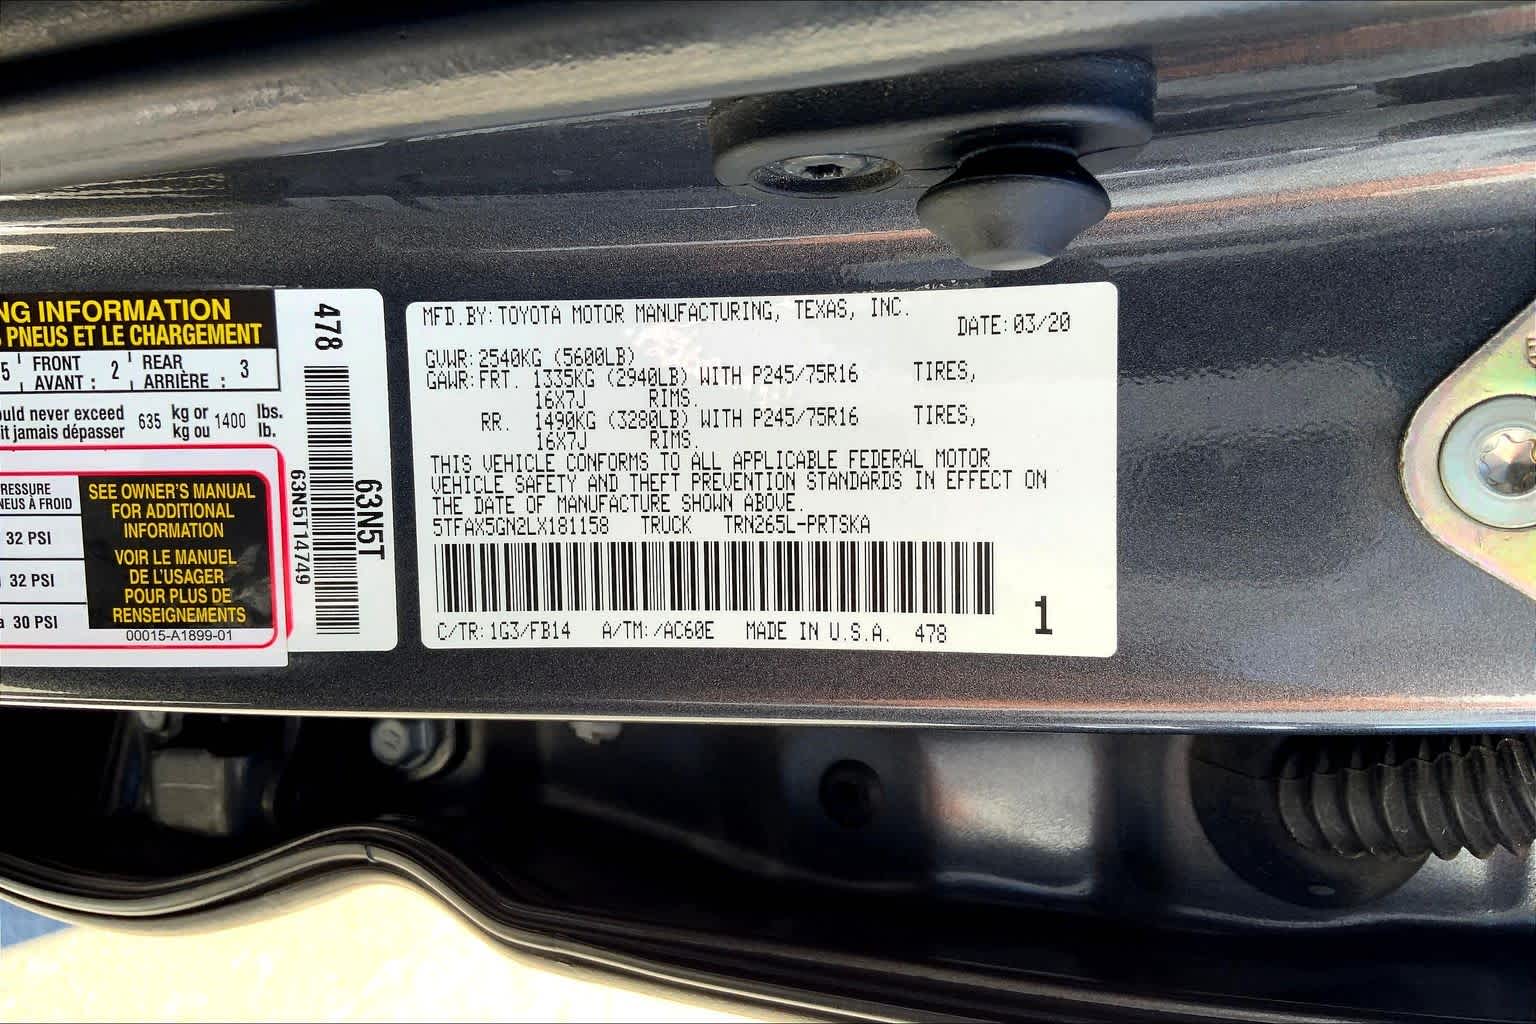 NG INFORMATION
PNEUS ET LE CHARGEMENT
5 FRONT AVANT : 2 REAR ARRIÈRE : 3
ould never exceed 635 kg or 1400 lbs.
it jamais dépasser kg ou lb.
RESSURE
NEUS À FROID
32 PSI
32 PSI
a 30 PSI
SEE OWNER'S MANUAL
FOR ADDITIONAL
INFORMATION
VOIR LE MANUEL
DE L'USAGER
POUR PLUS DE
RENSEIGNEMENTS
00015-A1899-01
478
63N5T14749
63N5T
MFD.BY: TOYOTA MOTOR MANUFACTURING, TEXAS, INC.
DATE: 03/20
GVWR: 2540KG (5600LB)
GAWR: FRT. 1335KG (2940LB) WITH P245/75R16 TIRES,
16X7J RIMS.
RR. 1490KG (3280LB) WITH P245/75R16 TIRES,
16X7J RIMS.
THIS VEHICLE CONFORMS TO ALL APPLICABLE FEDERAL MOTOR
VEHICLE SAFETY AND THEFT PREVENTION STANDARDS IN EFFECT ON
THE DATE OF MANUFACTURE SHOWN ABOVE.
5TFAX5GN2LX181158 TRUCK TRN265L-PRTSKA
C/TR: 1G3/FB14 A/TM: /AC60E MADE IN U.S.A. 478
1